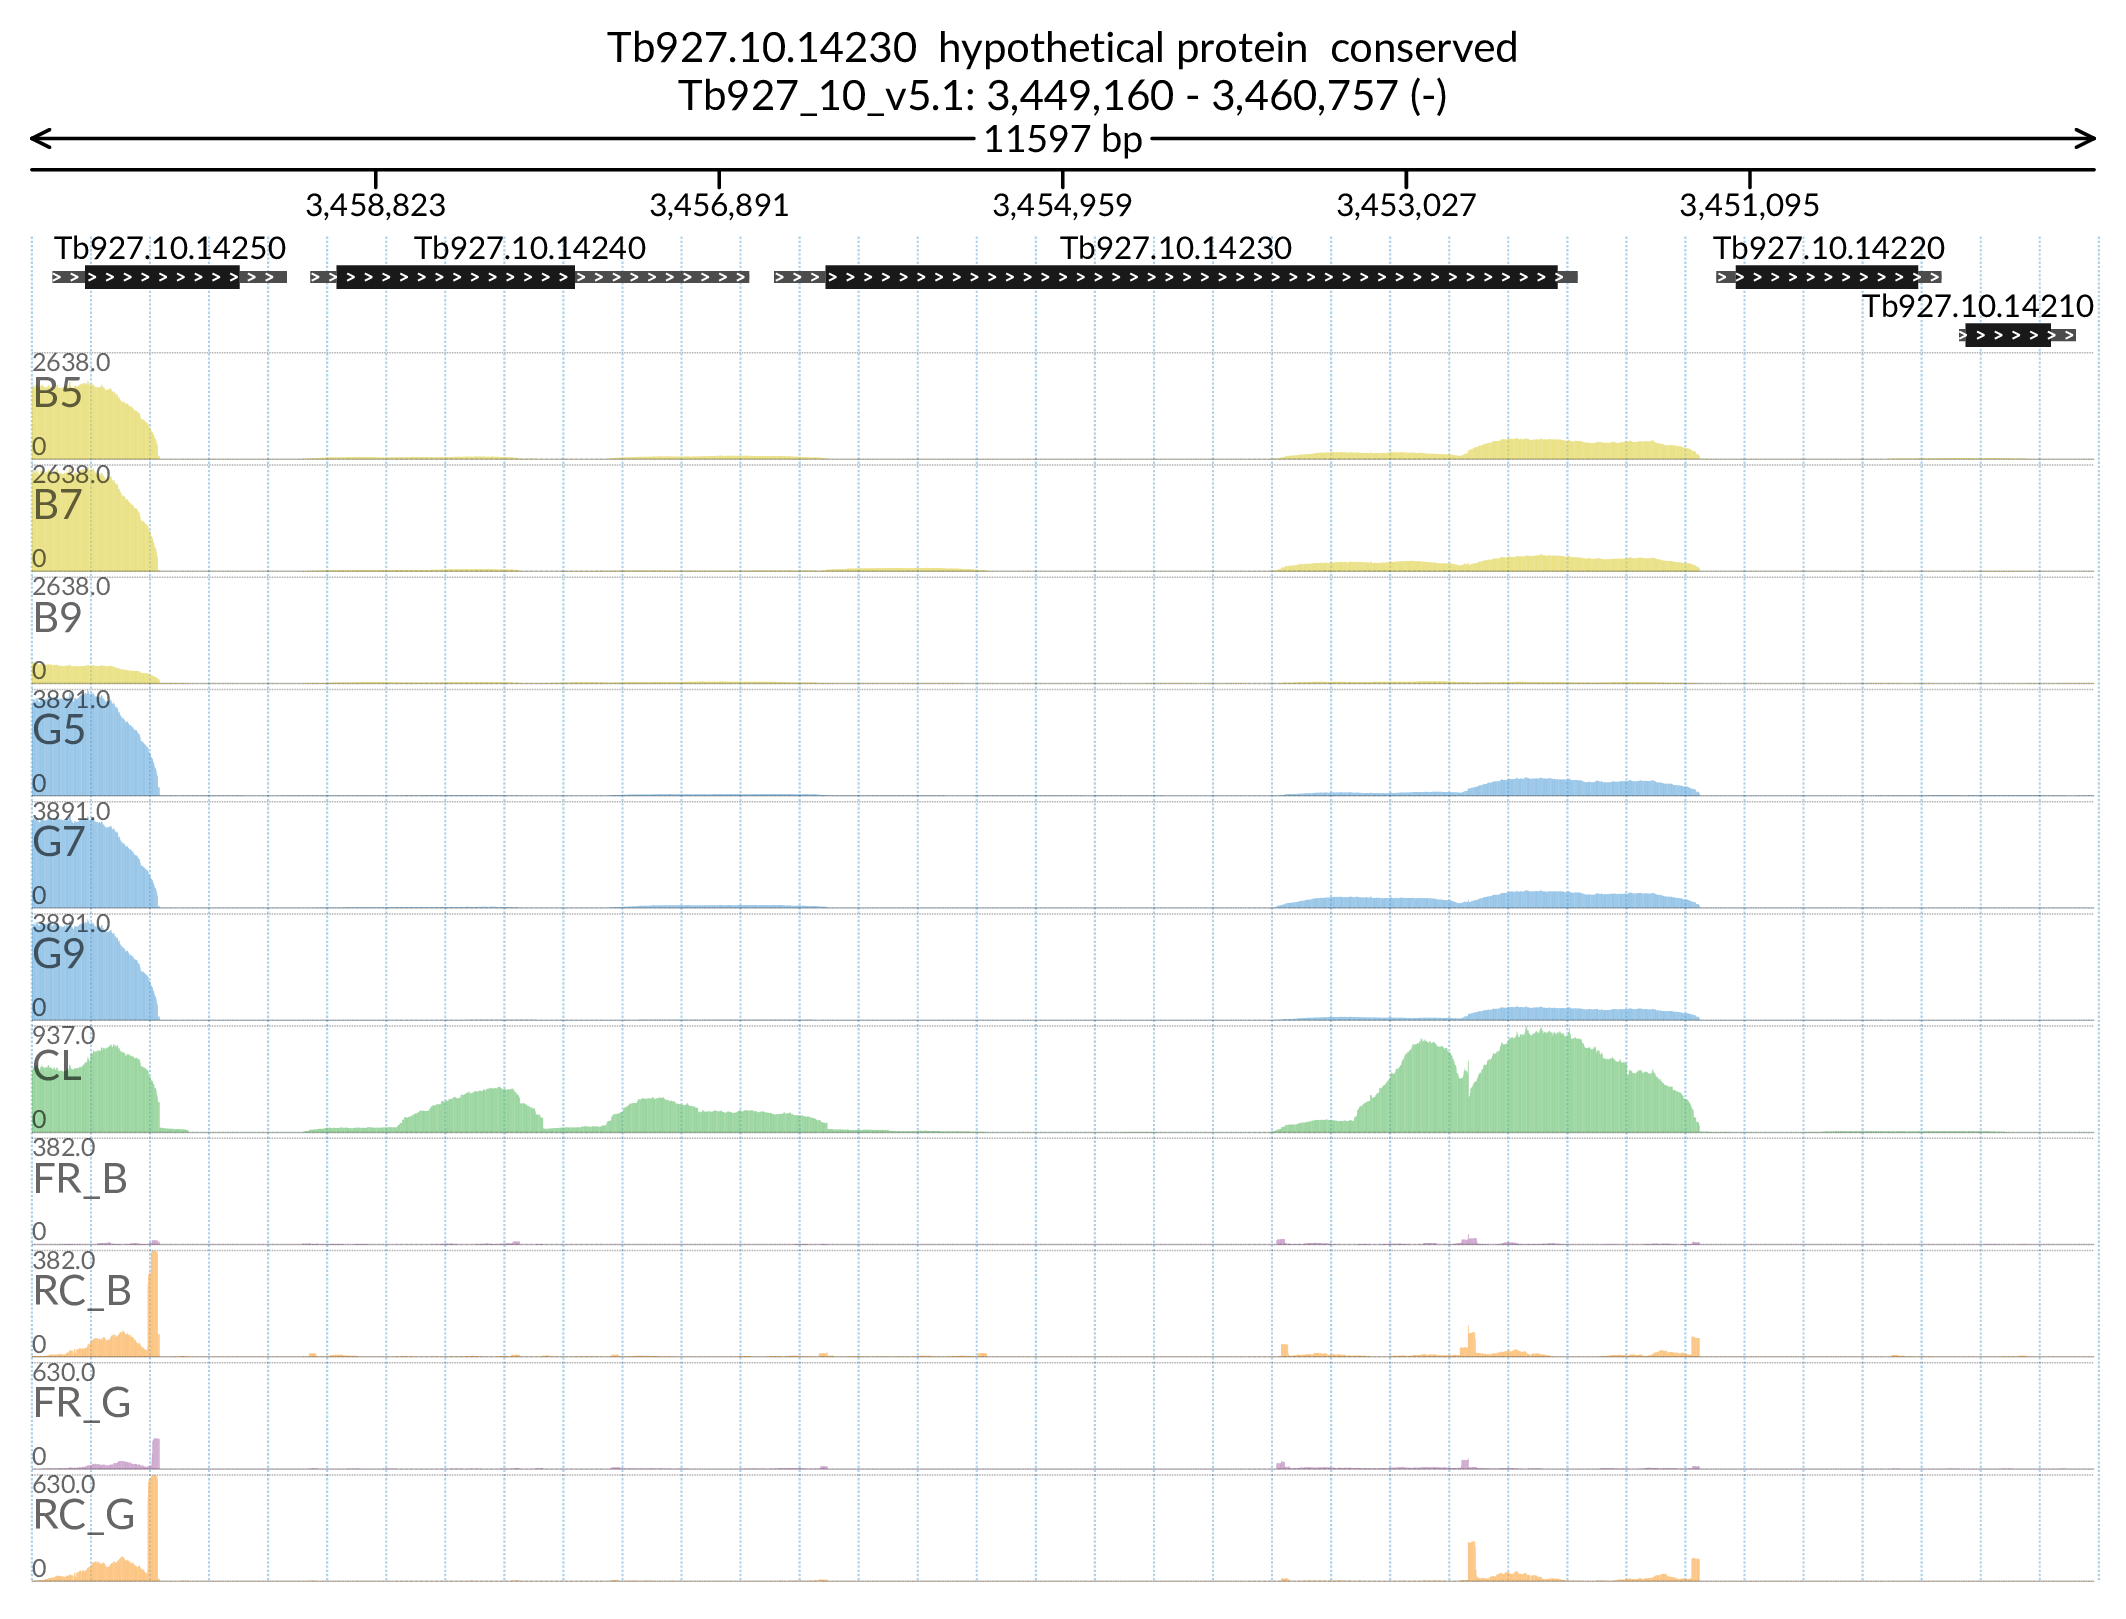 Tb927.10.14230 hypothetical protein conserved
Tb927_10_v5.1: 3,449,160 - 3,460,757 (-)
11597 bp
3,458,823 3,456,891 3,454,959 3,453,027 3,451,095
Tb927.10.14250 Tb927.10.14240 Tb927.10.14230 Tb927.10.14220
Tb927.10.14210
2638.0
B5
0
2638.0
B7
0
2638.0
B9
0
3891.0
G5
0
3891.0
G7
0
3891.0
G9
0
937.0
CL
0
382.0
FR_B
0
382.0
RC_B
0
630.0
FR_G
0
630.0
RC_G
0